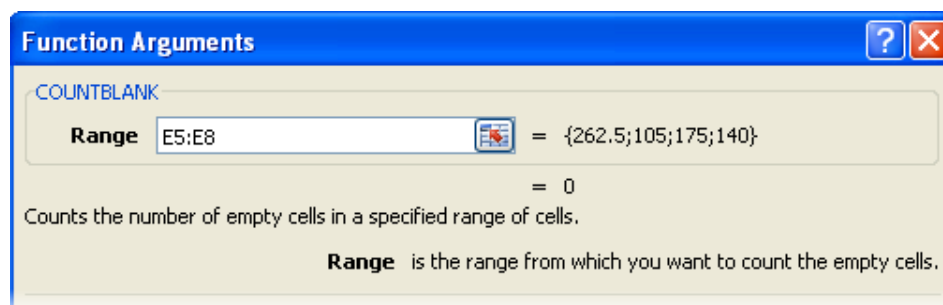 Function Arguments
COUNTBLANK
Range E5:E8 = {262.5;105;175;140}
= 0
Counts the number of empty cells in a specified range of cells.
Range is the range from which you want to count the empty cells.